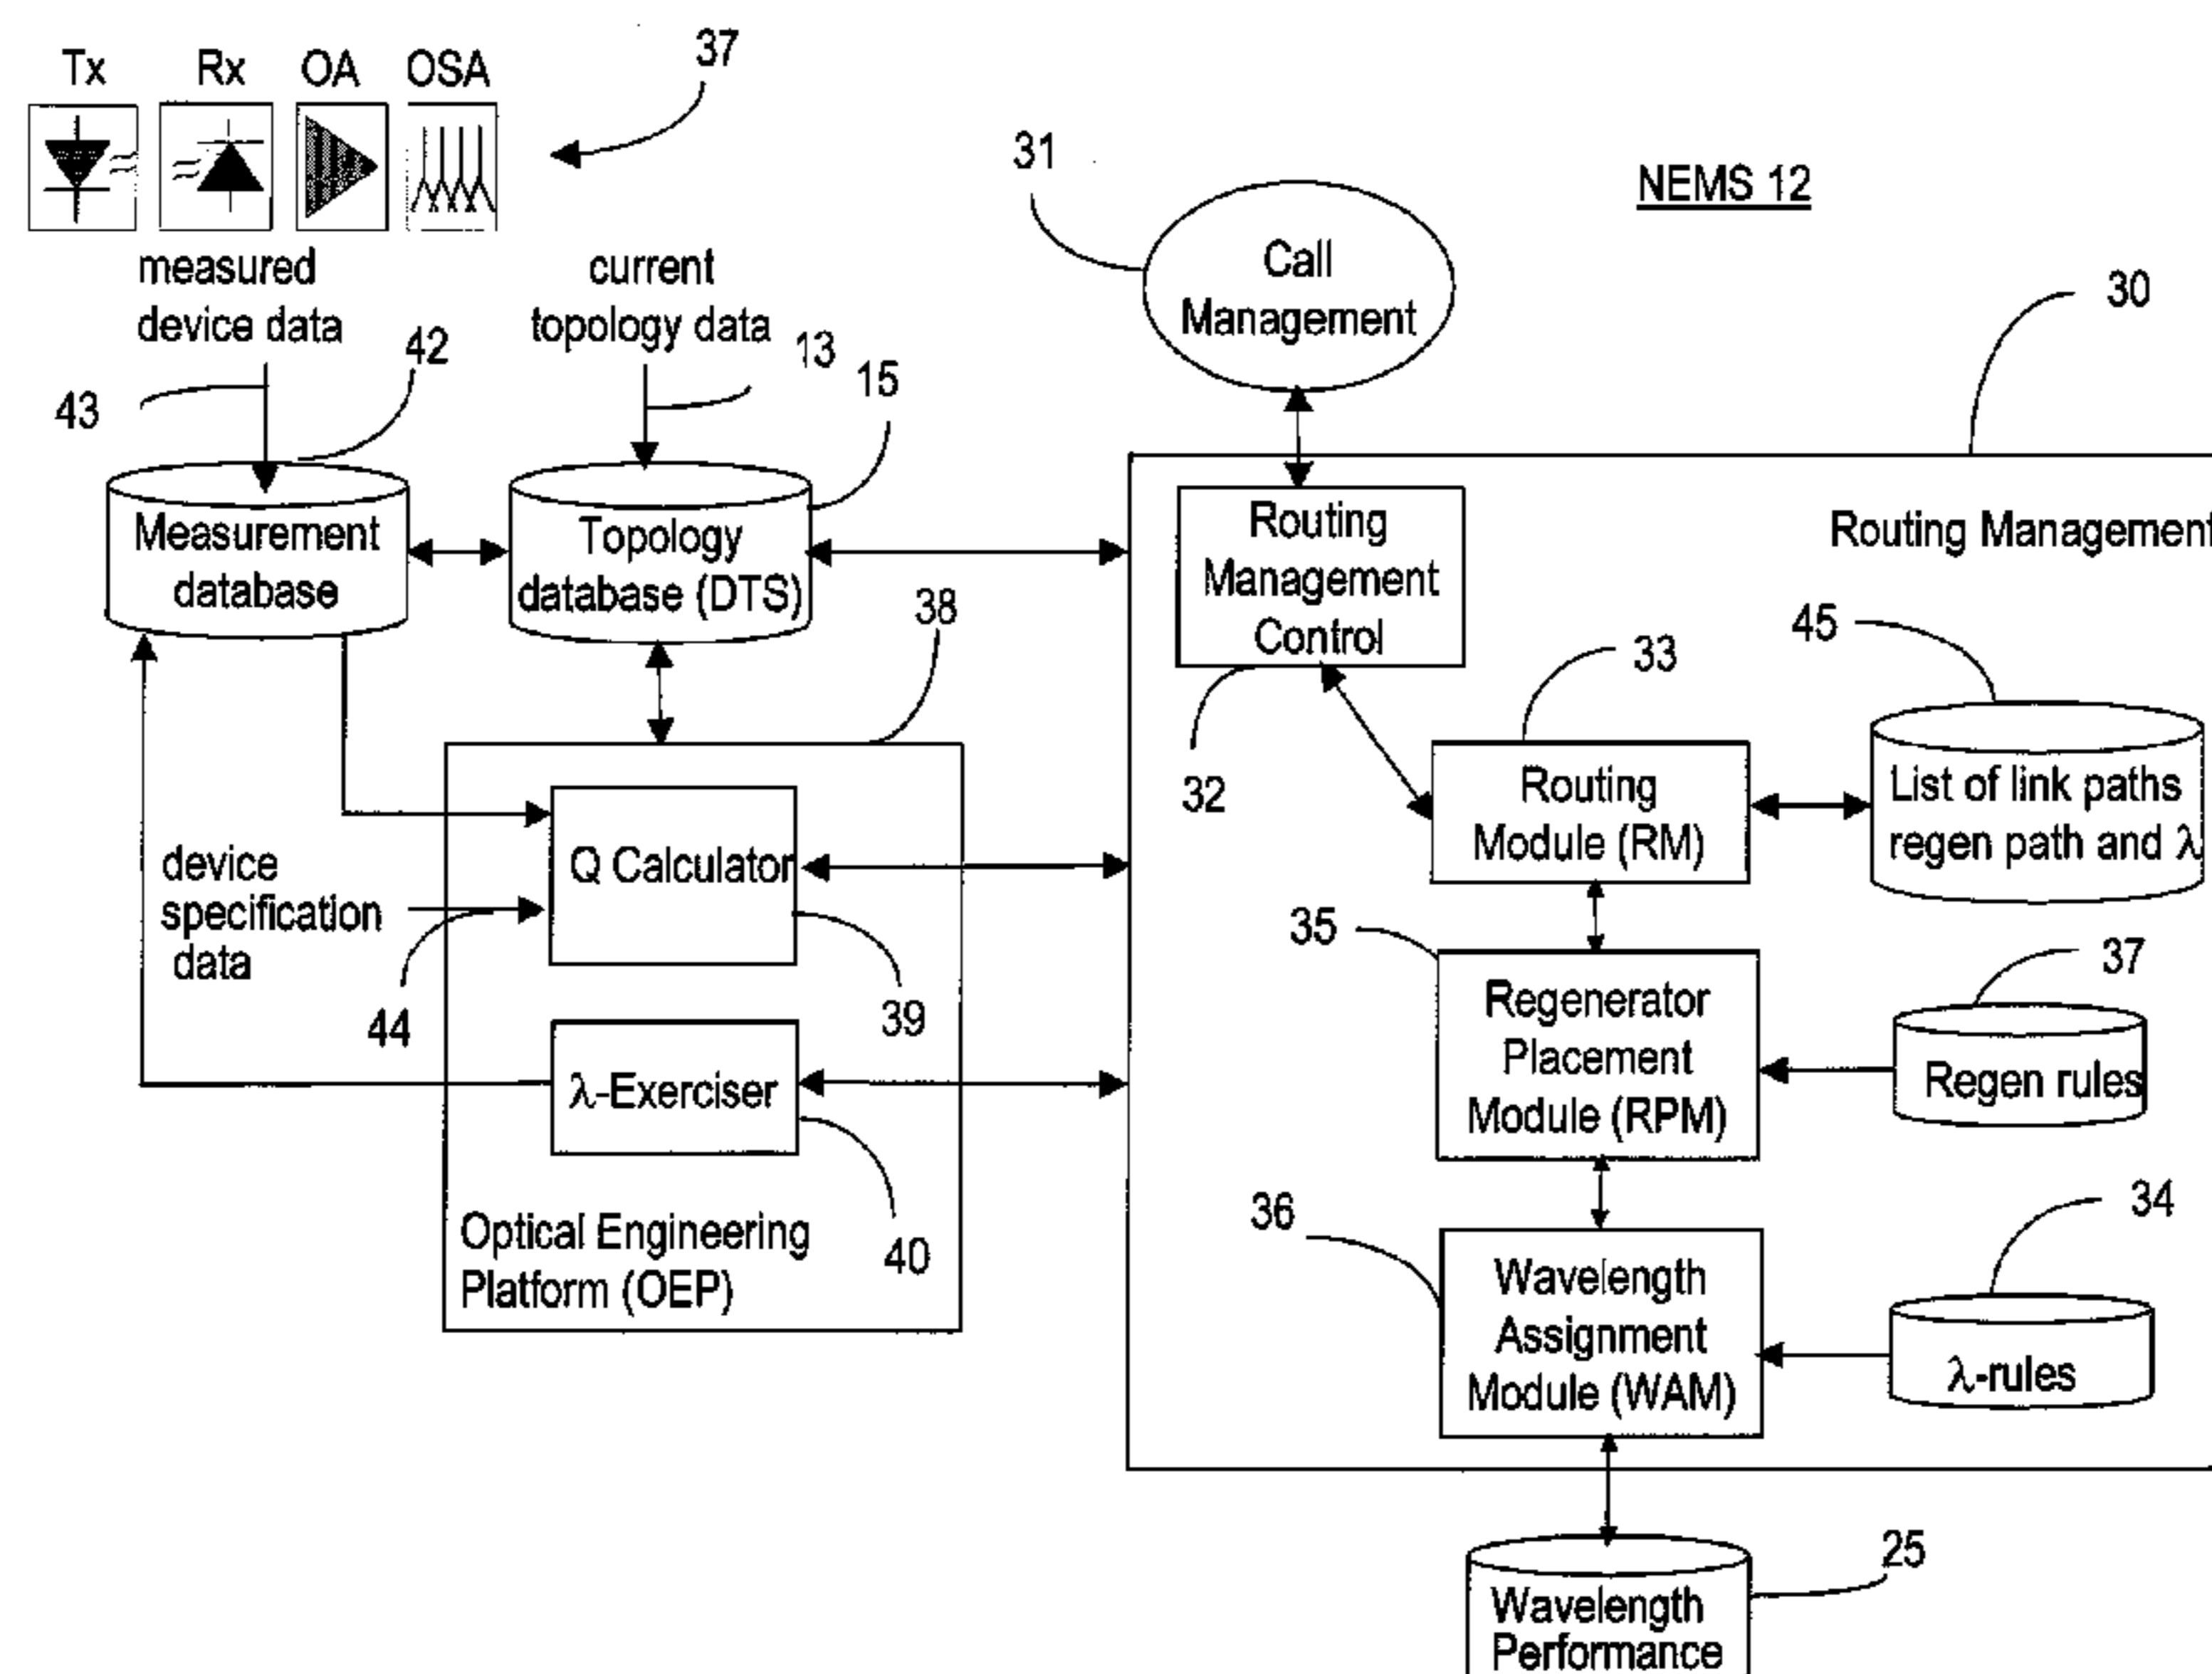 Tx Rx OA OSA
37
measured
device data
current
topology data
43
42
13
15
31
Call
Management
NEMS 12
30
Measurement
database
Topology
database (DTS)
Routing
Management
Control
Routing Management
32
38
33
45
Routing
Module (RM)
List of link paths
regen path and λ
device
specification
data
44
Q Calculator
39
λ-Exerciser
40
Optical Engineering
Platform (OEP)
35
Regenerator
Placement
Module (RPM)
37
Regen rules
36
Wavelength
Assignment
Module (WAM)
34
λ-rules
25
Wavelength
Performance